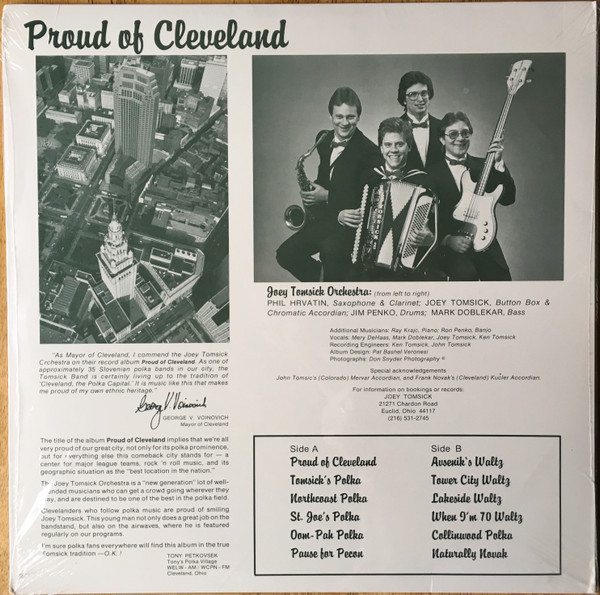 Proud of Cleveland
"As Mayor of Cleveland, I commend the Joey Tomsick
Orchestra on their record album Proud of Cleveland. As one of
approximately 35 Slovenian polka bands in our city, the
Tomsick Band is certainly living up to the tradition of
'Cleveland, the Polka Capital.' It is music like this that makes
me proud of my own ethnic heritage."
George V. Voinovich
GEORGE V. VOINOVICH
Mayor of Cleveland
The title of the album Proud of Cleveland implies that we're all
very proud of our great city, not only for its polka prominence,
but for everything else this comeback city stands for — a
center for major league teams, rock 'n roll music, and its
geographic situation as the "best location in the nation."
The Joey Tomsick Orchestra is a "new generation" lot of well-
rounded musicians who can get a crowd going wherever they
play, and are destined to be one of the best in the polka field.
Clevelanders who follow polka music are proud of smiling
Joey Tomsick. This young man not only does a great job on the
bandstand, but also on the airwaves, where he is featured
regularly on our programs.
I'm sure polka fans everywhere will find this album in the true
Tomsick tradition —O.K.!
TONY PETKOVSEK
Tony's Polka Village
WELW - AM / WCPN - FM
Cleveland, Ohio
Joey Tomsick Orchestra: (from left to right)
PHIL HRVATIN, Saxophone & Clarinet; JOEY TOMSICK, Button Box &
Chromatic Accordian; JIM PENKO, Drums; MARK DOBLEKAR, Bass
Additional Musicians: Ray Krajc, Piano; Ron Penko, Banjo
Vocals: Mery DeHaas, Mark Doblekar, Joey Tomsick, Ken Tomsick
Recording Engineers: Ken Tomsick, John Tomsick
Album Design: Pat Bashel Veronesi
Photographs: Don Snyder Photography ®
Special acknowledgements
John Tomsic's (Colorado) Mervar Accordian, and Frank Novak's (Cleveland) Kucler Accordian.
For information on bookings or records:
JOEY TOMSICK
21271 Chardon Road
Euclid, Ohio 44117
(216) 531-2745
Side A
Proud of Cleveland
Tomsick's Polka
Northcoast Polka
St. Joe's Polka
Oom-Pah Polka
Pause for Pecon
Side B
Avsenik's Waltz
Tower City Waltz
Lakeside Waltz
When I'm 70 Waltz
Collinwood Polka
Naturally Novak